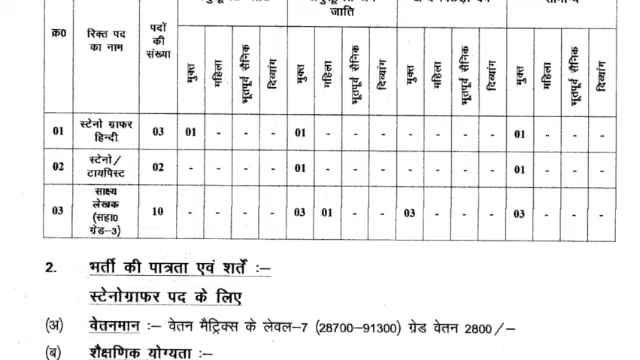 जाति
क्र0 रिक्त पद का नाम पदों की संख्या मुक्त महिला भूतपूर्व सैनिक दिव्यांग मुक्त महिला भूतपूर्व सैनिक दिव्यांग मुक्त महिला भूतपूर्व सैनिक दिव्यांग मुक्त महिला भूतपूर्व सैनिक दिव्यांग
01 स्टेनो ग्राफर हिन्दी 03 01 - - - 01 - - - - - - - 01 - - -
02 स्टेनो/ टायपिस्ट 02 - - - - 01 - - - - - - - 01 - - -
03 साक्ष्य लेखक (सहा0 ग्रेड-3) 10 - - - - 03 01 - - 03 - - - 03 - - -
2. भर्ती की पात्रता एवं शर्ते :-
स्टेनोग्राफर पद के लिए
(अ) वेतनमान :- वेतन मैट्रिक्स के लेवल-7 (28700-91300) ग्रेड वेतन 2800/-
(ब) शैक्षणिक योग्यता :-